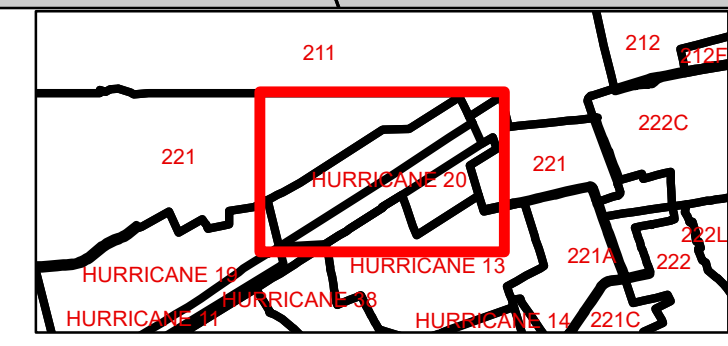 211
212
212F
222C
221
221
HURRICANE 20
222L
221A
222
HURRICANE 13
HURRICANE 19
HURRICANE 38
HURRICANE 11
HURRICANE 14
221C